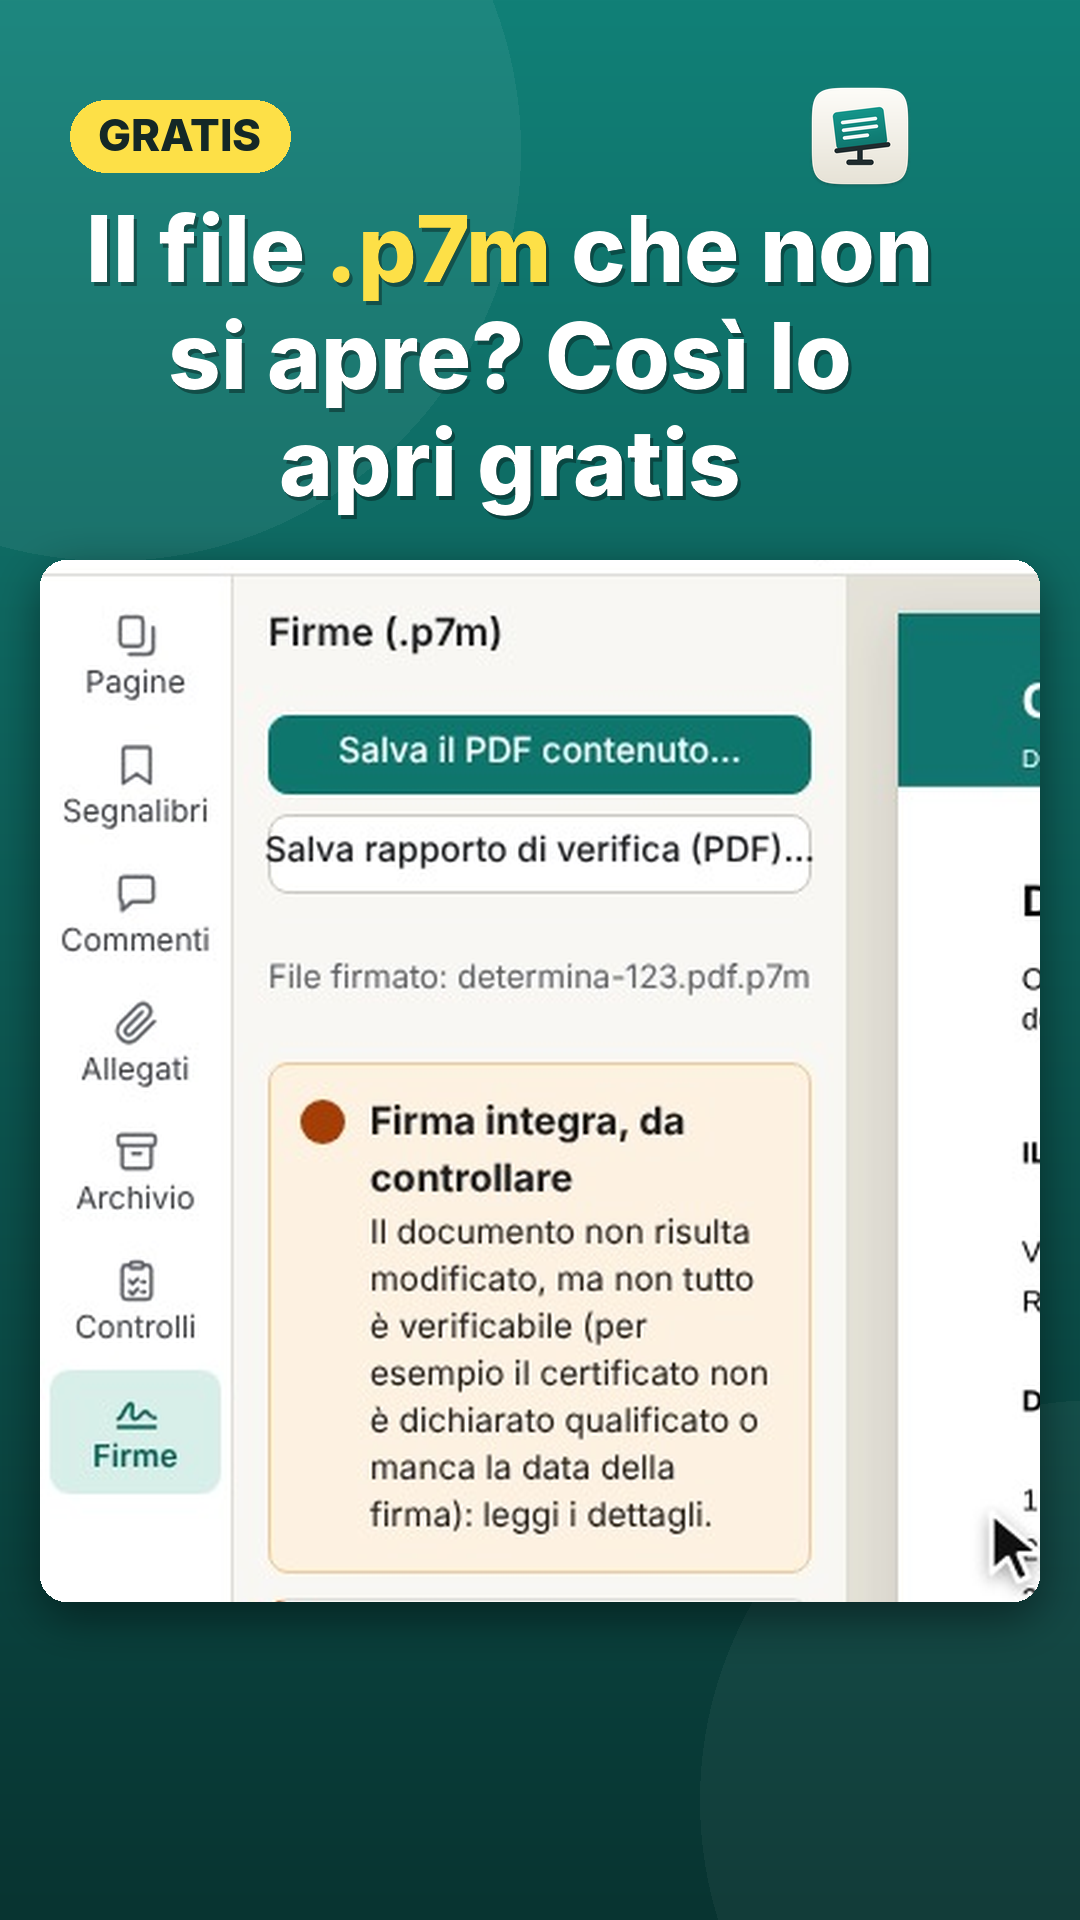 GRATIS
Il file .p7m che non
si apre? Così lo
apri gratis
Pagine
Segnalibri
Commenti
Allegati
Archivio
Controlli
Firme
Firme (.p7m)
Salva il PDF contenuto...
Salva rapporto di verifica (PDF)...
File firmato: determina-123.pdf.p7m
Firma integra, da
controllare
Il documento non risulta
modificato, ma non tutto
è verificabile (per
esempio il certificato non
è dichiarato qualificato o
manca la data della
firma): leggi i dettagli.